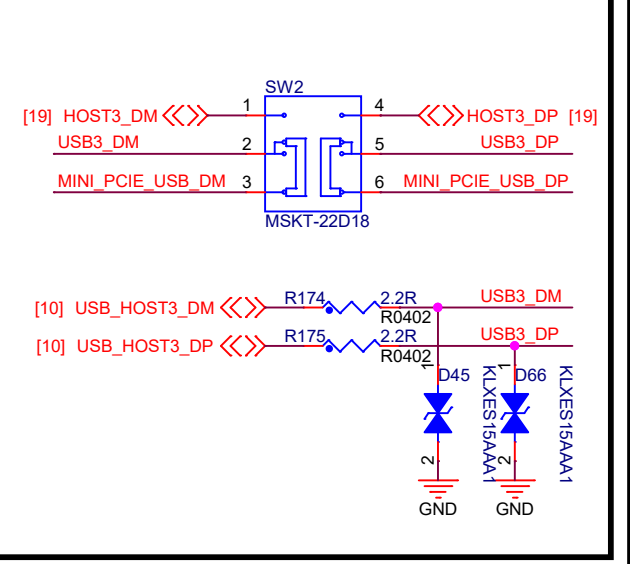 SW2
[19] HOST3_DM 1 4 HOST3_DP [19]
USB3_DM 2 5 USB3_DP
MINI_PCIE_USB_DM 3 6 MINI_PCIE_USB_DP
MSKT-22D18
[10] USB_HOST3_DM R174 2.2R USB3_DM
R0402
[10] USB_HOST3_DP R175 2.2R USB3_DP
R0402
1 D45 KLXES15AAA1 1 D66 KLXES15AAA1
2 2
GND GND